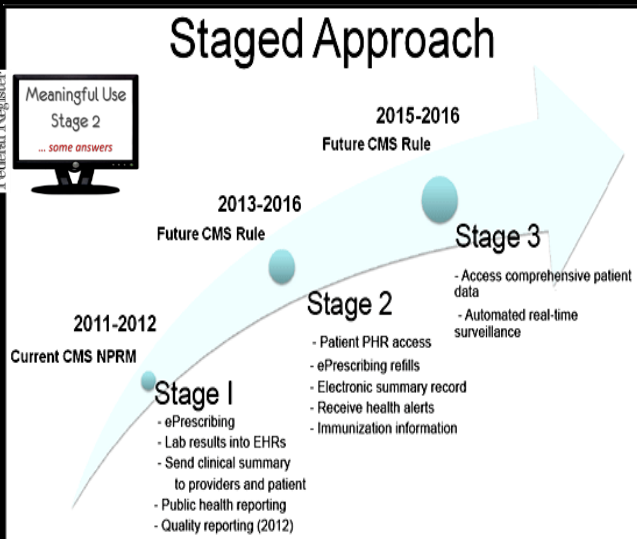 Staged Approach
Federal Register
Meaningful Use
Stage 2
... some answers
2015-2016
Future CMS Rule
2013-2016
Future CMS Rule
Stage 3
- Access comprehensive patient
data
- Automated real-time
surveillance
Stage 2
- Patient PHR access
- ePrescribing refills
- Electronic summary record
- Receive health alerts
- Immunization information
2011-2012
Current CMS NPRM
Stage I
- ePrescribing
- Lab results into EHRs
- Send clinical summary
to providers and patient
- Public health reporting
- Quality reporting (2012)